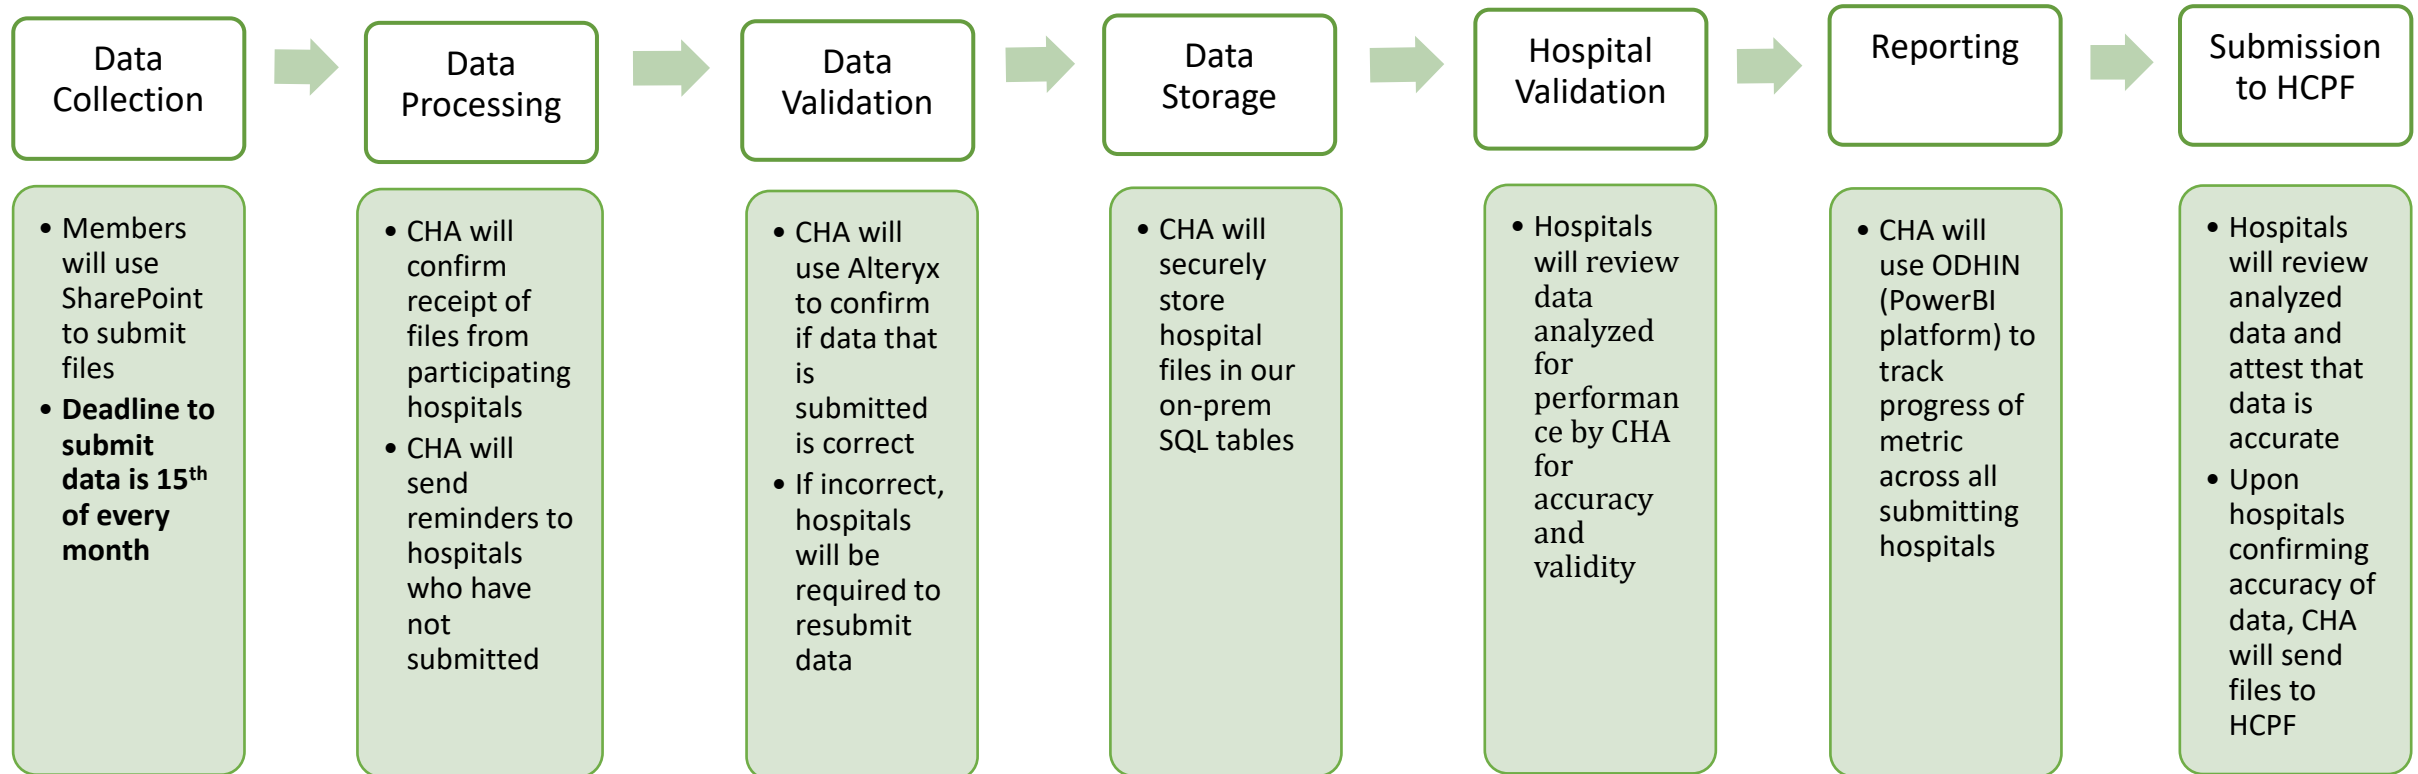 Data
Collection
Data
Processing
Data
Validation
Data
Storage
Hospital
Validation
Reporting
Submission
to HCPF
• Members
will use
SharePoint
to submit
files
• Deadline to
submit
data is 15th
of every
month
• CHA will
confirm
receipt of
files from
participating
hospitals
• CHA will
send
reminders to
hospitals
who have
not
submitted
• CHA will
use Alteryx
to confirm
if data that
is
submitted
is correct
• If incorrect,
hospitals
will be
required to
resubmit
data
• CHA will
securely
store
hospital
files in our
on-prem
SQL tables
• Hospitals
will review
data
analyzed
for
performan
ce by CHA
for
accuracy
and
validity
• CHA will
use ODHIN
(PowerBI
platform) to
track
progress of
metric
across all
submitting
hospitals
• Hospitals
will review
analyzed
data and
attest that
data is
accurate
• Upon
hospitals
confirming
accuracy of
data, CHA
will send
files to
HCPF